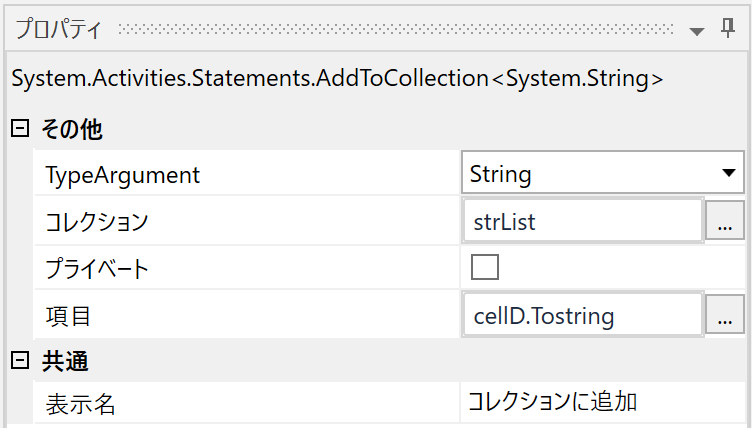 プロパティ
System.Activities.Statements.AddToCollection<System.String>
その他
TypeArgument String
コレクション strList ...
プライベート
項目 cellD.Tostring ...
共通
表示名 コレクションに追加